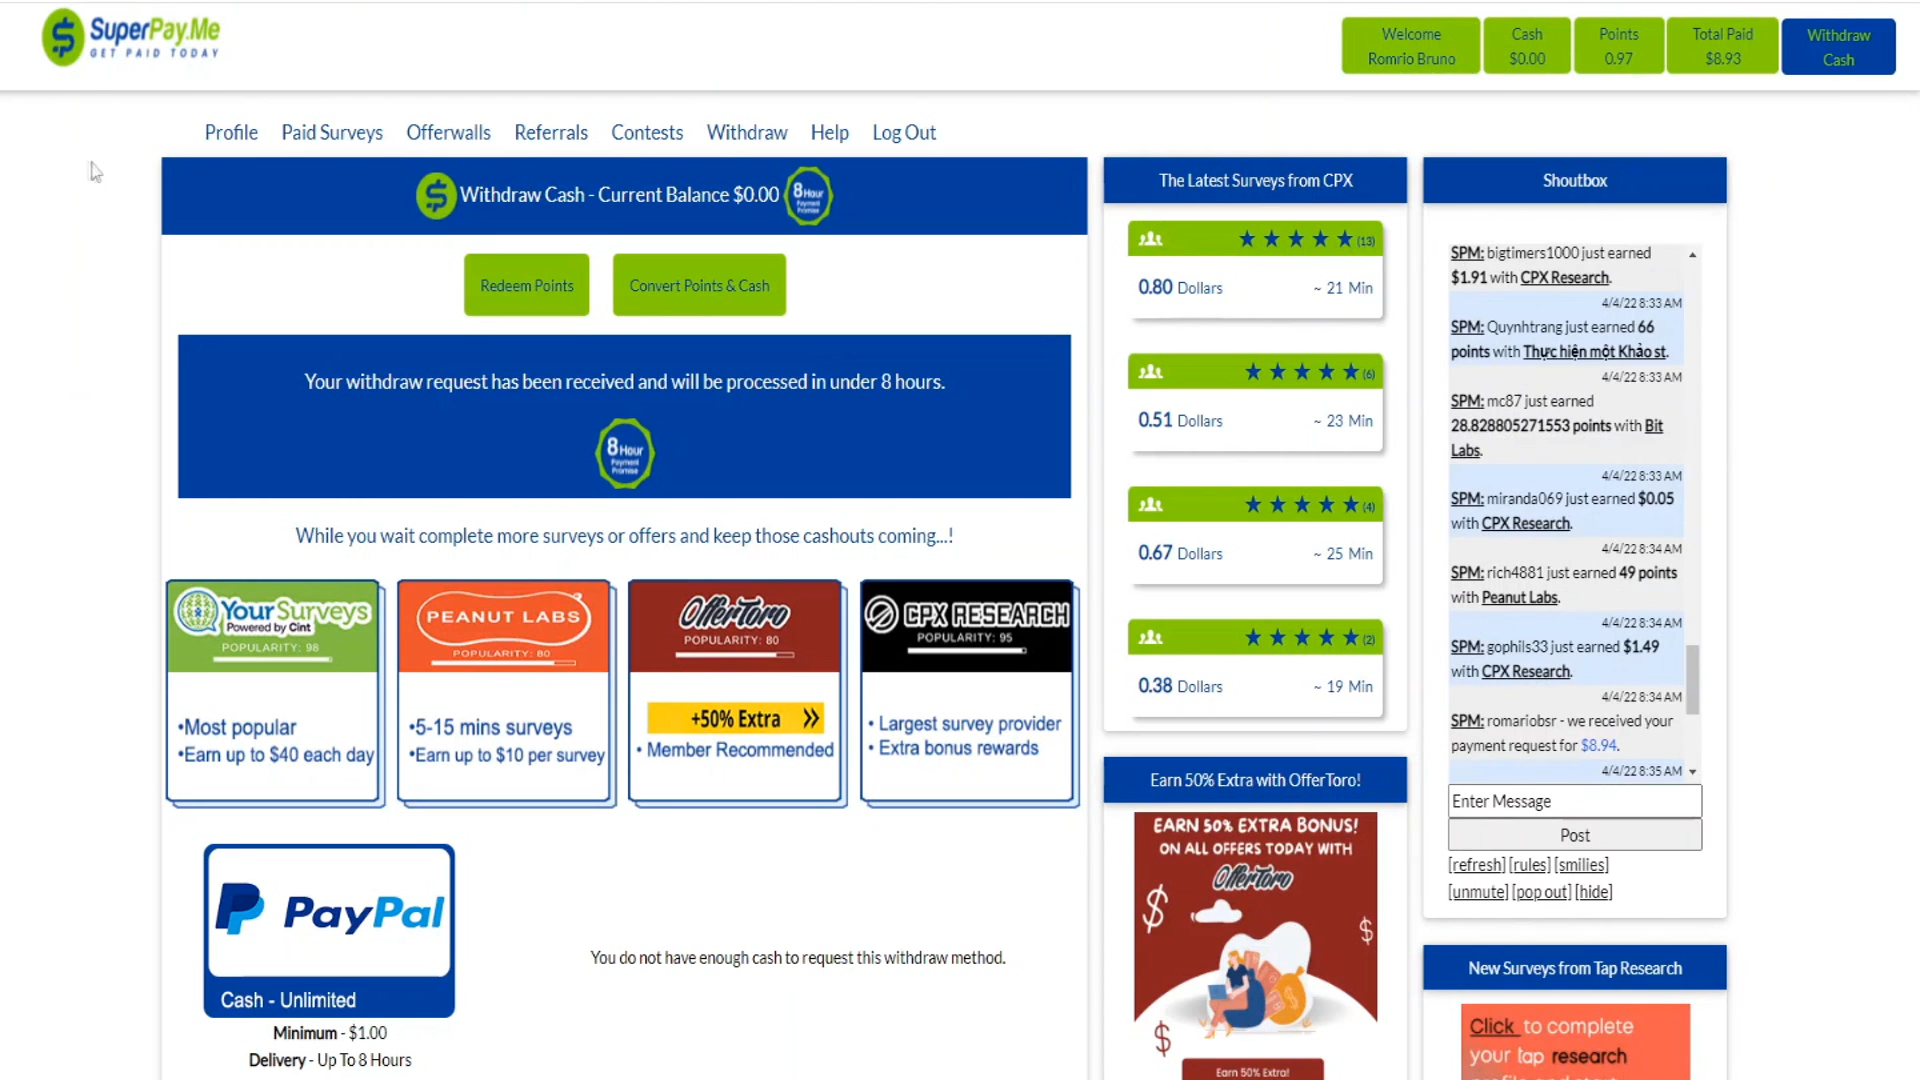 SuperPay.Me
GET PAID TODAY
Welcome
Romrio Bruno
Cash
$0.00
Points
0.97
Total Paid
$8.93
Withdraw
Cash
Profile
Paid Surveys
Offerwalls
Referrals
Contests
Withdraw
Help
Log Out
Withdraw Cash - Current Balance $0.00
8 Hour
Payment
Promise
Redeem Points
Convert Points & Cash
Your withdraw request has been received and will be processed in under 8 hours.
8 Hour
Payment
Promise
While you wait complete more surveys or offers and keep those cashouts coming...!
YourSurveys
Powered by Cint
POPULARITY: 98
•Most popular
•Earn up to $40 each day
PEANUT LABS
POPULARITY: 80
•5-15 mins surveys
•Earn up to $10 per survey
OfferToro
POPULARITY: 80
+50% Extra
• Member Recommended
CPX RESEARCH
POPULARITY: 95
• Largest survey provider
• Extra bonus rewards
PayPal
Cash - Unlimited
Minimum - $1.00
Delivery - Up To 8 Hours
You do not have enough cash to request this withdraw method.
The Latest Surveys from CPX
(13)
0.80 Dollars
~ 21 Min
(6)
0.51 Dollars
~ 23 Min
(4)
0.67 Dollars
~ 25 Min
(2)
0.38 Dollars
~ 19 Min
Earn 50% Extra with OfferToro!
EARN 50% EXTRA BONUS!
ON ALL OFFERS TODAY WITH
OfferToro
Earn 50% Extra!
Shoutbox
SPM: bigtimers1000 just earned
$1.91 with CPX Research.
4/4/22 8:33 AM
SPM: Quynhtrang just earned 66
points with Thực hiện một Khảo st.
4/4/22 8:33 AM
SPM: mc87 just earned
28.828805271553 points with Bit
Labs.
4/4/22 8:33 AM
SPM: miranda069 just earned $0.05
with CPX Research.
4/4/22 8:34 AM
SPM: rich4881 just earned 49 points
with Peanut Labs.
4/4/22 8:34 AM
SPM: gophils33 just earned $1.49
with CPX Research.
4/4/22 8:34 AM
SPM: romariobsr - we received your
payment request for $8.94.
4/4/22 8:35 AM
Enter Message
Post
[refresh] [rules] [smilies]
[unmute] [pop out] [hide]
New Surveys from Tap Research
Click to complete
your tap research